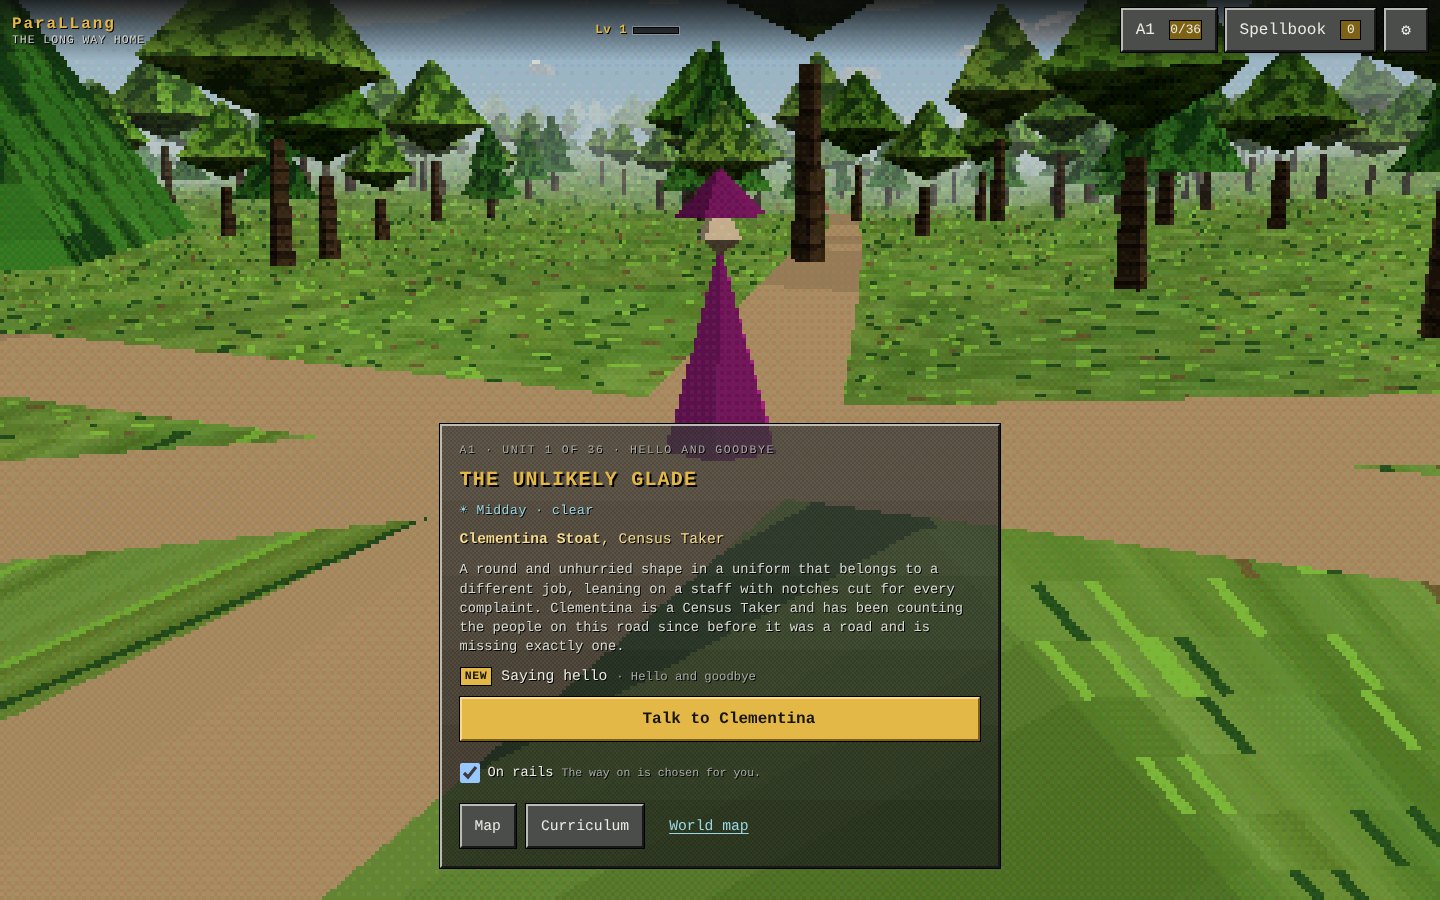 ParaLLang
THE LONG WAY HOME
Lv 1
A1 0/36
Spellbook 0
A1 · UNIT 1 OF 36 · HELLO AND GOODBYE
THE UNLIKELY GLADE
☀ Midday · clear
Clementina Stoat, Census Taker
A round and unhurried shape in a uniform that belongs to a
different job, leaning on a staff with notches cut for every
complaint. Clementina is a Census Taker and has been counting
the people on this road since before it was a road and is
missing exactly one.
NEW Saying hello · Hello and goodbye
Talk to Clementina
On rails The way on is chosen for you.
Map
Curriculum
World map